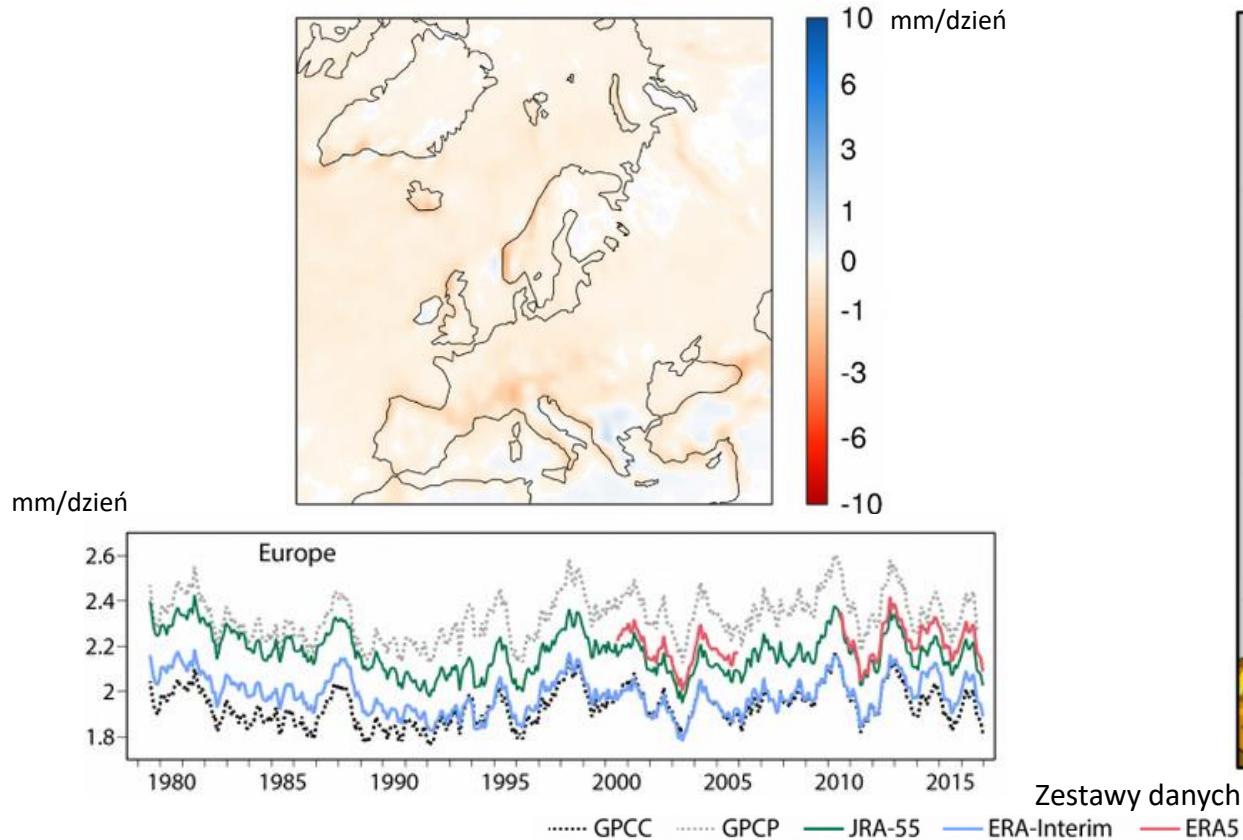 10 mm/dzień
6
3
1
0
-1
-3
-6
-10
mm/dzień
Europe
2.6
2.4
2.2
2
1.8
1980 1985 1990 1995 2000 2005 2010 2015
Zestawy danych
GPCC GPCP JRA-55 ERA-Interim ERA5